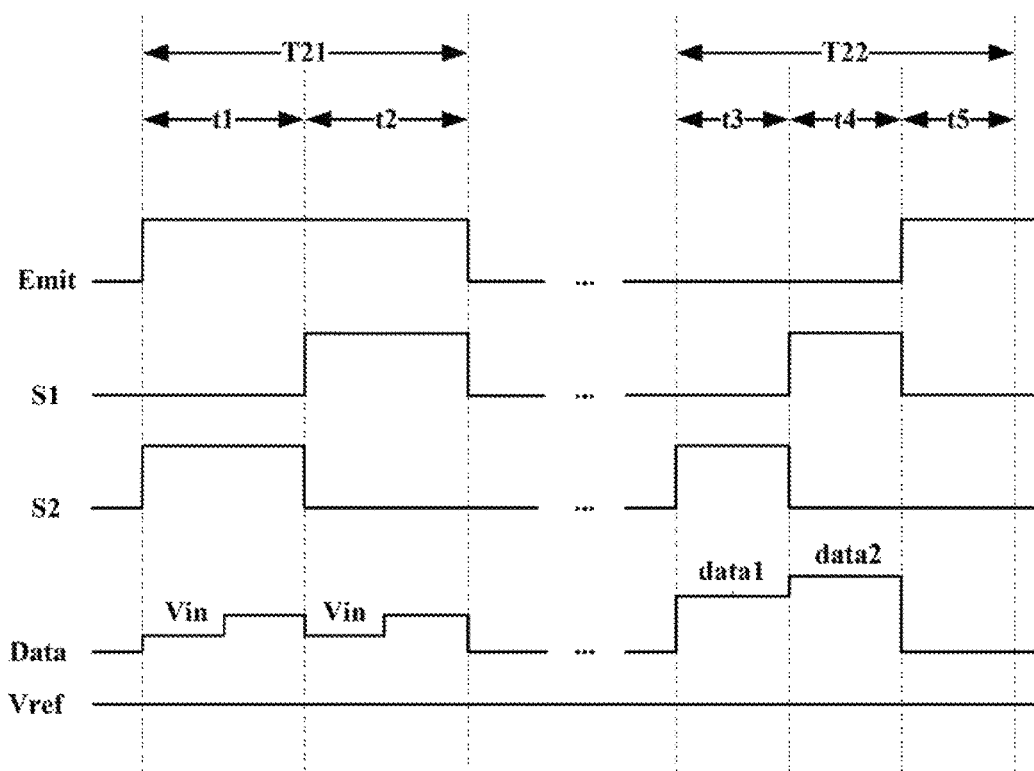 T21 T22
t1 t2 t3 t4 t5
Emit ...
S1 ...
S2 ...
data1 data2
Vin Vin
Data ...
Vref